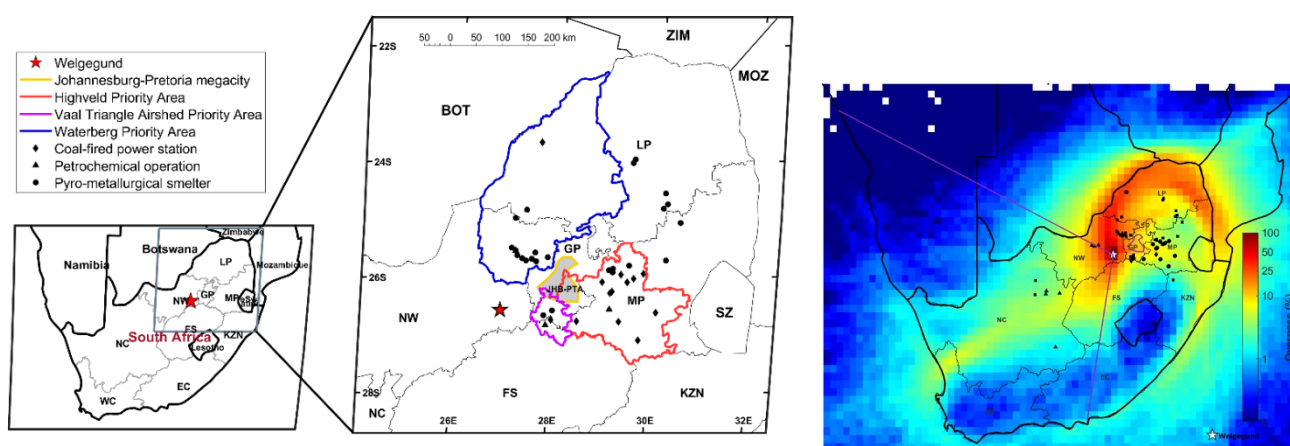 Welgegund
Johannesburg-Pretoria megacity
Highveld Priority Area
Vaal Triangle Airshed Priority Area
Waterberg Priority Area
Coal-fired power station
Petrochemical operation
Pyro-metallurgical smelter
Zimbabwe
Botswana
Namibia
LP
Mozambique
NW
GP
MP
FS
KZN
South Africa
Lesotho
NC
EC
WC
50 0 50 100 150 200 km
ZIM
22S
MOZ
BOT
24S
LP
GP
26S
JHB-PTA
MP
NW
SZ
28S
FS
KZN
NC
26E
28E
30E
32E
LP
NW
GP
MP
FS
KZN
NC
EC
100
50
25
10
1
Welgegund